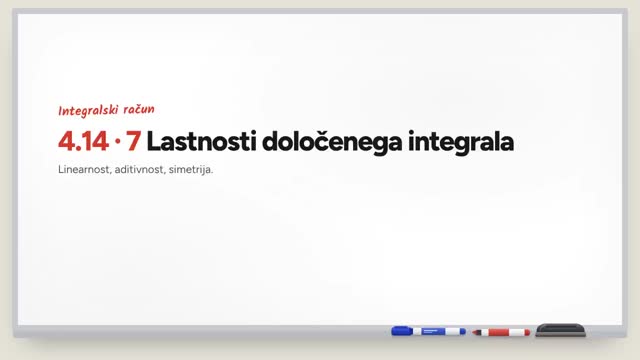 Integralski račun
4.14 · 7 Lastnosti določenega integrala
Linearnost, aditivnost, simetrija.